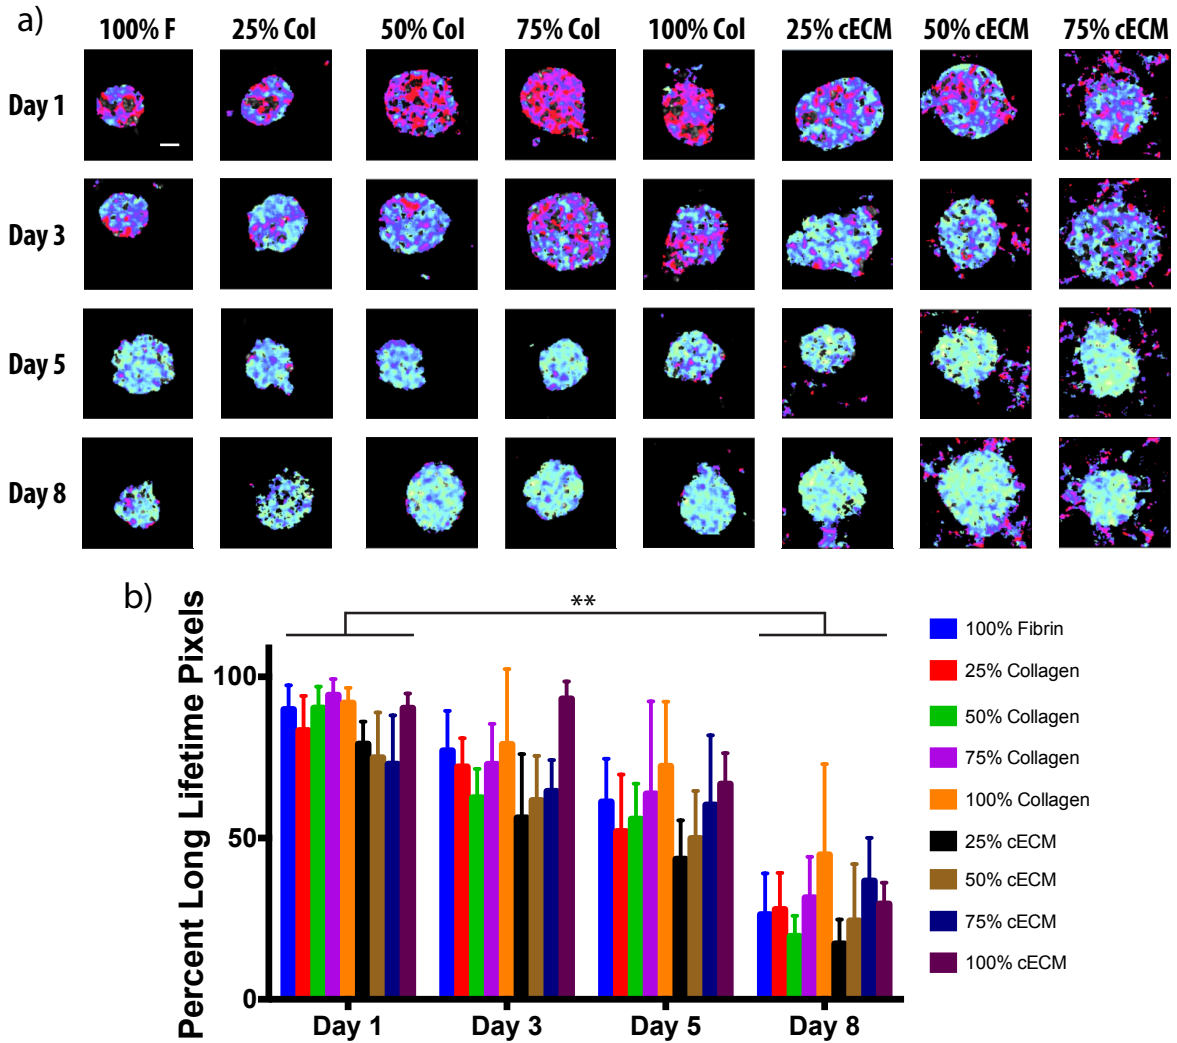 a)
100% F 25% Col 50% Col 75% Col 100% Col 25% cECM 50% cECM 75% cECM
Day 1
Day 3
Day 5
Day 8
b)
**
Percent Long Lifetime Pixels
100
50
0
Day 1 Day 3 Day 5 Day 8
100% Fibrin
25% Collagen
50% Collagen
75% Collagen
100% Collagen
25% cECM
50% cECM
75% cECM
100% cECM